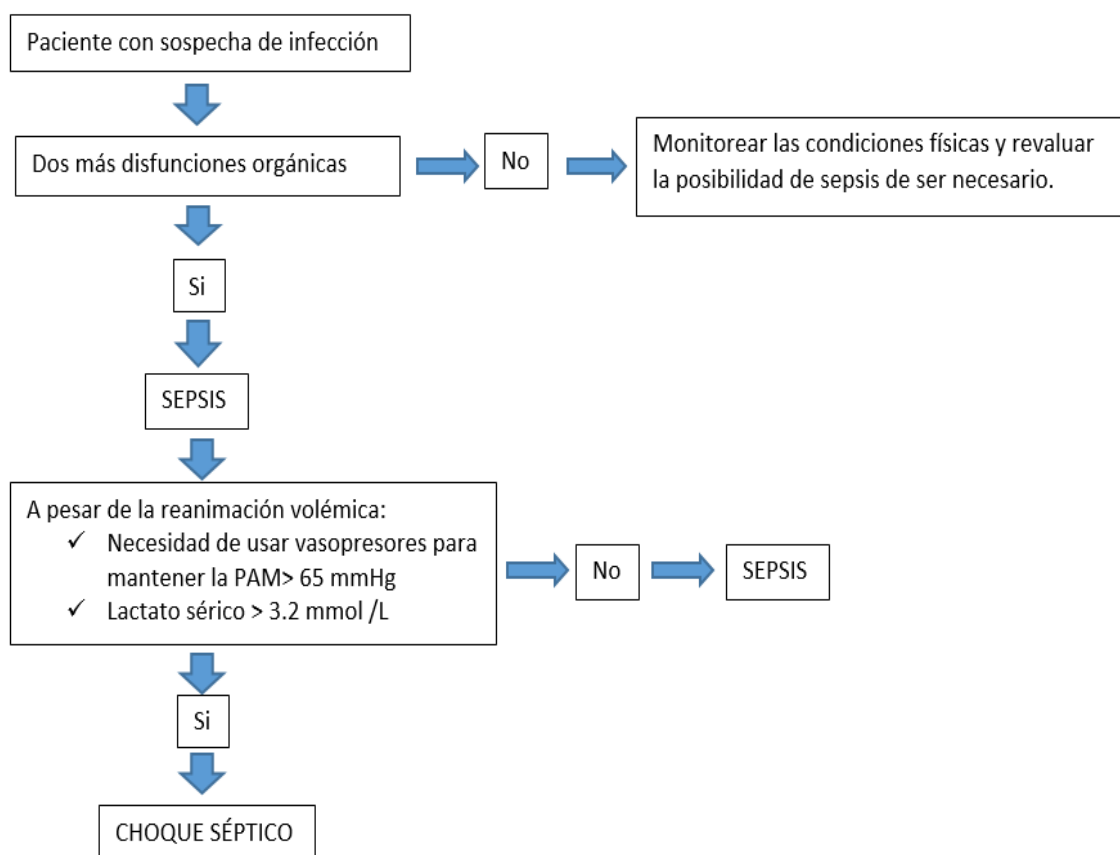 Paciente con sospecha de infección
Dos más disfunciones orgánicas
No
Monitorear las condiciones físicas y revaluar
la posibilidad de sepsis de ser necesario.
Si
SEPSIS
A pesar de la reanimación volémica:
✓ Necesidad de usar vasopresores para
mantener la PAM> 65 mmHg
✓ Lactato sérico > 3.2 mmol /L
No
SEPSIS
Si
CHOQUE SÉPTICO